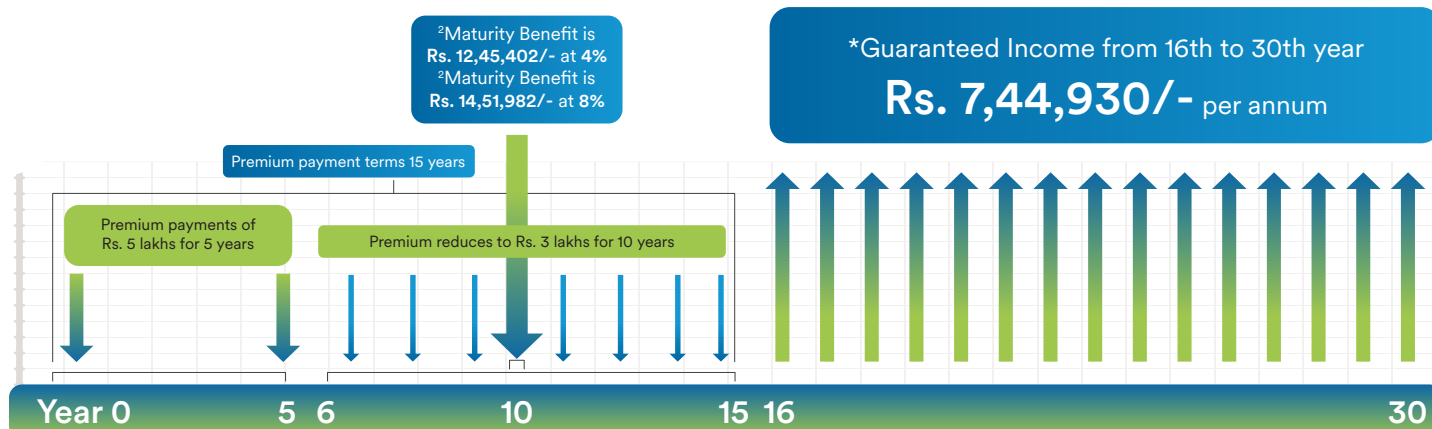 ²Maturity Benefit is
Rs. 12,45,402/- at 4%
²Maturity Benefit is
Rs. 14,51,982/- at 8%
*Guaranteed Income from 16th to 30th year
Rs. 7,44,930/- per annum
Premium payment terms 15 years
Premium payments of
Rs. 5 lakhs for 5 years
Premium reduces to Rs. 3 lakhs for 10 years
Year 0 5 6 10 15 16 30